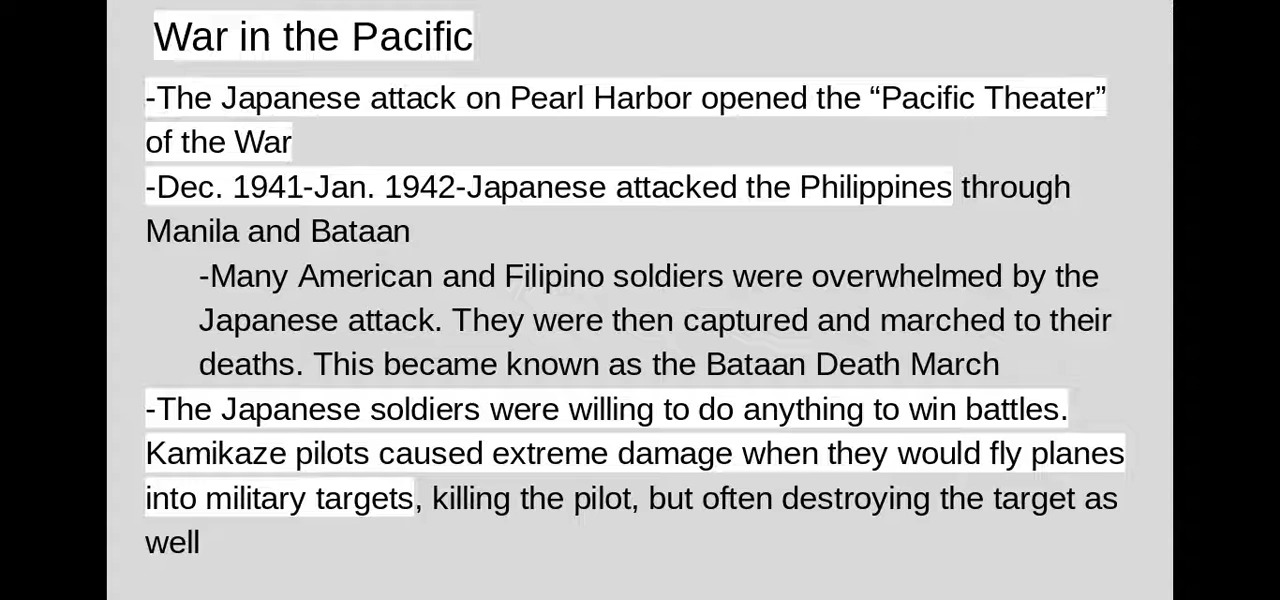 War in the Pacific
-The Japanese attack on Pearl Harbor opened the “Pacific Theater”
of the War
-Dec. 1941-Jan. 1942-Japanese attacked the Philippines through
Manila and Bataan
-Many American and Filipino soldiers were overwhelmed by the
Japanese attack. They were then captured and marched to their
deaths. This became known as the Bataan Death March
-The Japanese soldiers were willing to do anything to win battles.
Kamikaze pilots caused extreme damage when they would fly planes
into military targets, killing the pilot, but often destroying the target as
well